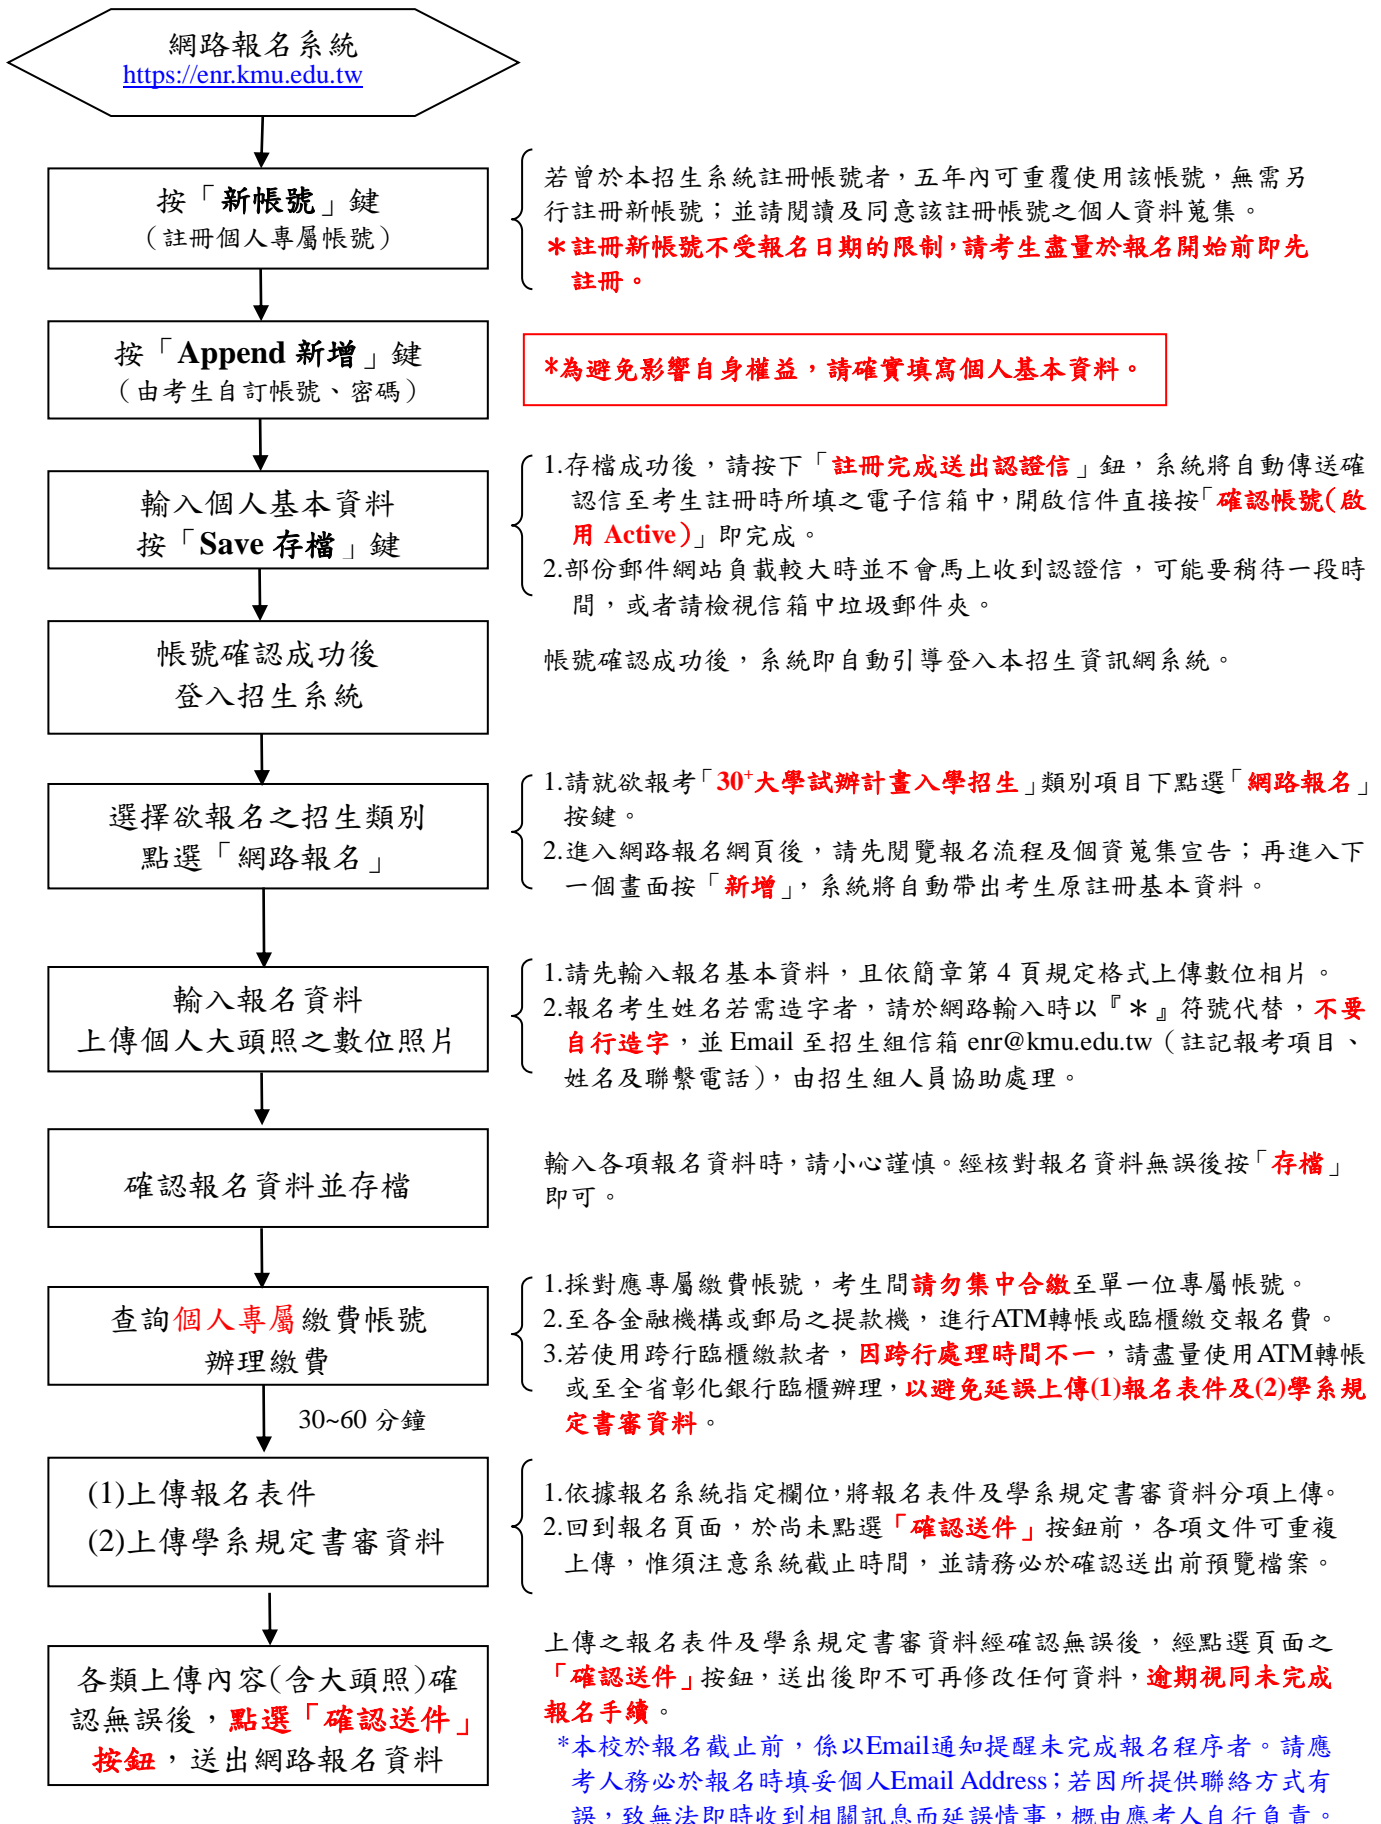 網路報名系統
https://enr.kmu.edu.tw
按「新帳號」鍵
（註冊個人專屬帳號）
若曾於本招生系統註冊帳號者，五年內可重覆使用該帳號，無需另
行註冊新帳號；並請閱讀及同意該註冊帳號之個人資料蒐集。
＊註冊新帳號不受報名日期的限制，請考生盡量於報名開始前即先
註冊。
按「Append 新增」鍵
（由考生自訂帳號、密碼）
*為避免影響自身權益，請確實填寫個人基本資料。
輸入個人基本資料
按「Save 存檔」鍵
1.存檔成功後，請按下「註冊完成送出認證信」鈕，系統將自動傳送確
認信至考生註冊時所填之電子信箱中，開啟信件直接按「確認帳號(啟
用 Active)」即完成。
2.部份郵件網站負載較大時並不會馬上收到認證信，可能要稍待一段時
間，或者請檢視信箱中垃圾郵件夾。
帳號確認成功後
登入招生系統
帳號確認成功後，系統即自動引導登入本招生資訊網系統。
選擇欲報名之招生類別
點選「網路報名」
1.請就欲報考「30+大學試辦計畫入學招生」類別項目下點選「網路報名」
按鍵。
2.進入網路報名網頁後，請先閱覽報名流程及個資蒐集宣告；再進入下
一個畫面按「新增」，系統將自動帶出考生原註冊基本資料。
輸入報名資料
上傳個人大頭照之數位照片
1.請先輸入報名基本資料，且依簡章第 4 頁規定格式上傳數位相片。
2.報名考生姓名若需造字者，請於網路輸入時以『＊』符號代替，不要
自行造字，並 Email 至招生組信箱 enr@kmu.edu.tw（註記報考項目、
姓名及聯繫電話），由招生組人員協助處理。
確認報名資料並存檔
輸入各項報名資料時，請小心謹慎。經核對報名資料無誤後按「存檔」
即可。
查詢個人專屬繳費帳號
辦理繳費
1.採對應專屬繳費帳號，考生間請勿集中合繳至單一位專屬帳號。
2.至各金融機構或郵局之提款機，進行ATM轉帳或臨櫃繳交報名費。
3.若使用跨行臨櫃繳款者，因跨行處理時間不一，請盡量使用ATM轉帳
或至全省彰化銀行臨櫃辦理，以避免延誤上傳(1)報名表件及(2)學系規
定書審資料。
30~60 分鐘
(1)上傳報名表件
(2)上傳學系規定書審資料
1.依據報名系統指定欄位，將報名表件及學系規定書審資料分項上傳。
2.回到報名頁面，於尚未點選「確認送件」按鈕前，各項文件可重複
上傳，惟須注意系統截止時間，並請務必於確認送出前預覽檔案。
各類上傳內容(含大頭照)確
認無誤後，點選「確認送件」
按鈕，送出網路報名資料
上傳之報名表件及學系規定書審資料經確認無誤後，經點選頁面之
「確認送件」按鈕，送出後即不可再修改任何資料，逾期視同未完成
報名手續。
*本校於報名截止前，係以Email通知提醒未完成報名程序者。請應
考人務必於報名時填妥個人Email Address；若因所提供聯絡方式有
誤，致無法即時收到相關訊息而延誤情事，概由應考人自行負責。